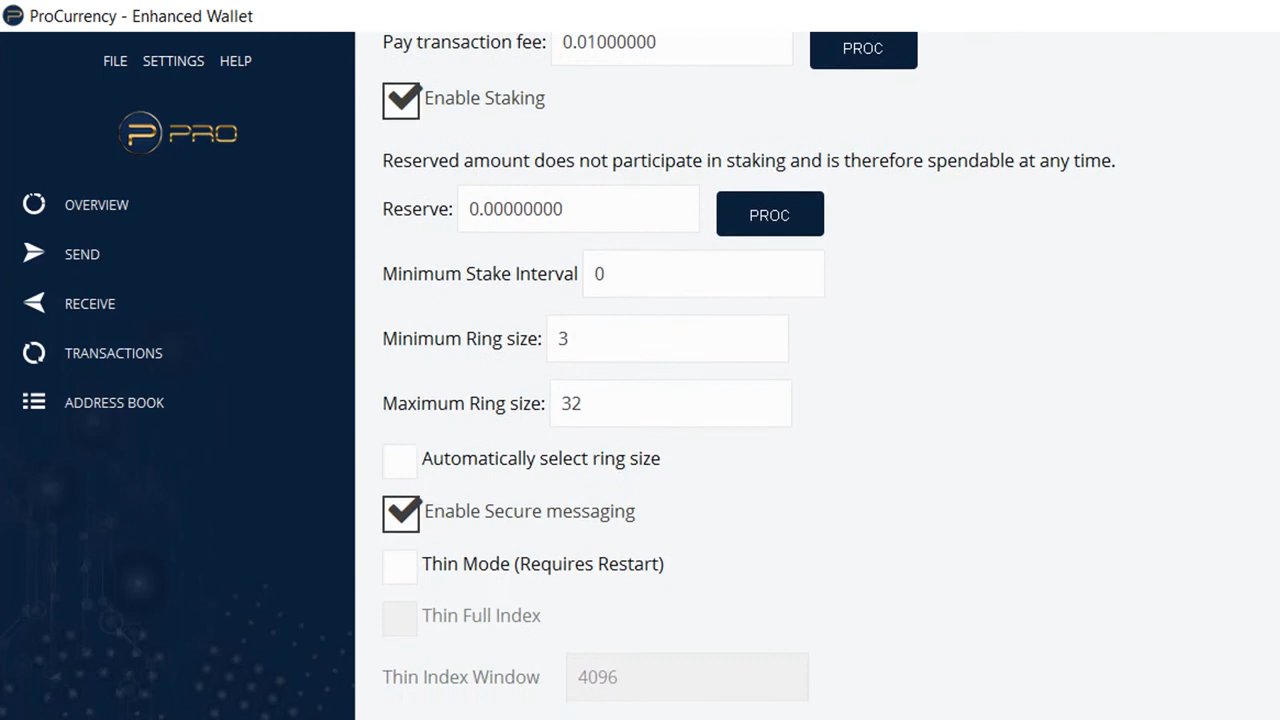 ProCurrency - Enhanced Wallet
FILE SETTINGS HELP
P PRO
OVERVIEW
SEND
RECEIVE
TRANSACTIONS
ADDRESS BOOK
Pay transaction fee: 0.01000000 PROC
Enable Staking
Reserved amount does not participate in staking and is therefore spendable at any time.
Reserve: 0.00000000 PROC
Minimum Stake Interval 0
Minimum Ring size: 3
Maximum Ring size: 32
Automatically select ring size
Enable Secure messaging
Thin Mode (Requires Restart)
Thin Full Index
Thin Index Window 4096